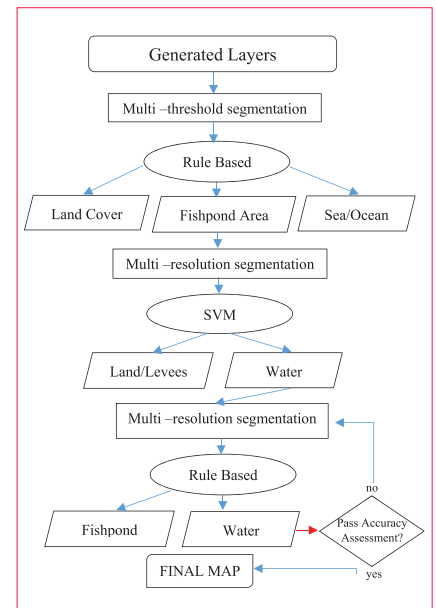 Generated Layers
Multi –threshold segmentation
Rule Based
Land Cover
Fishpond Area
Sea/Ocean
Multi –resolution segmentation
SVM
Land/Levees
Water
Multi –resolution segmentation
Rule Based
no
Fishpond
Water
Pass Accuracy
Assessment?
FINAL MAP
yes